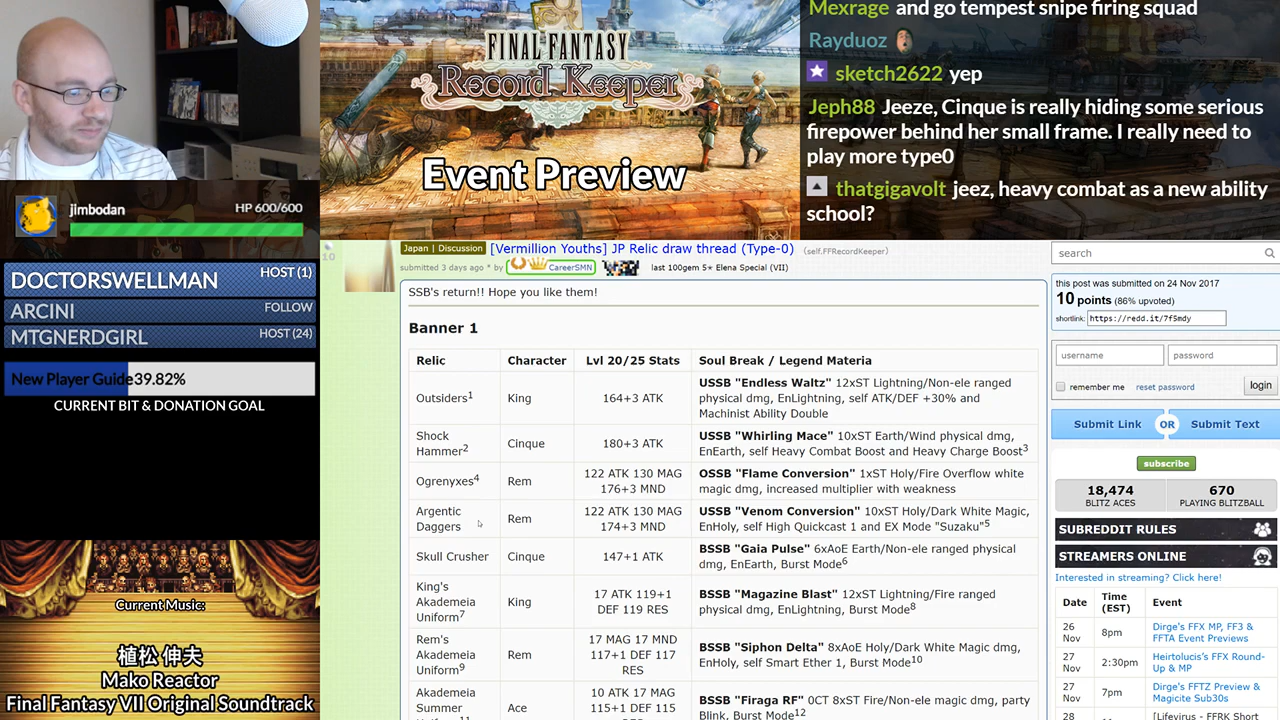 FINAL FANTASY
Record Keeper
Event Preview
Mexrage and go tempest snipe firing squad
Rayduoz
sketch2622 yep
Jeph88 Jeeze, Cinque is really hiding some serious
firepower behind her small frame. I really need to
play more type0
thatgigavolt jeez, heavy combat as a new ability
school?
jimbodan
HP 600/600
DOCTORSWELLMAN HOST (1)
ARCINI FOLLOW
MTGNERDGIRL HOST (24)
New Player Guide39.82%
CURRENT BIT & DONATION GOAL
Current Music:
植松 伸夫
Mako Reactor
Final Fantasy VII Original Soundtrack
10
Japan | Discussion [Vermillion Youths] JP Relic draw thread (Type-0) (self.FFRecordKeeper)
submitted 3 days ago * by CareerSMN last 100gem 5★ Elena Special (VII)
SSB's return!! Hope you like them!
Banner 1
Relic Character Lvl 20/25 Stats Soul Break / Legend Materia
Outsiders1 King 164+3 ATK USSB "Endless Waltz" 12xST Lightning/Non-ele ranged
physical dmg, EnLightning, self ATK/DEF +30% and
Machinist Ability Double
Shock
Hammer2 Cinque 180+3 ATK USSB "Whirling Mace" 10xST Earth/Wind physical dmg,
EnEarth, self Heavy Combat Boost and Heavy Charge Boost3
Ogrenyxes4 Rem 122 ATK 130 MAG
176+3 MND OSSB "Flame Conversion" 1xST Holy/Fire Overflow white
magic dmg, increased multiplier with weakness
Argentic
Daggers Rem 122 ATK 130 MAG
174+3 MND USSB "Venom Conversion" 10xST Holy/Dark White Magic,
EnHoly, self High Quickcast 1 and EX Mode "Suzaku"5
Skull Crusher Cinque 147+1 ATK BSSB "Gaia Pulse" 6xAoE Earth/Non-ele ranged physical
dmg, EnEarth, Burst Mode6
King's
Akademeia
Uniform7 King 17 ATK 119+1
DEF 119 RES BSSB "Magazine Blast" 12xST Lightning/Fire ranged
physical dmg, EnLightning, Burst Mode8
Rem's
Akademeia
Uniform9 Rem 17 MAG 17 MND
117+1 DEF 117
RES BSSB "Siphon Delta" 8xAoE Holy/Dark White Magic dmg,
EnHoly, self Smart Ether 1, Burst Mode10
Akademeia
Summer
Ace 10 ATK 17 MAG
115+1 DEF 115
BSSB "Firaga RF" 0CT 8xST Fire/Non-ele magic dmg, party
Blink, Burst Mode12
search
this post was submitted on 24 Nov 2017
10 points (86% upvoted)
shortlink: https://redd.it/7f5mdy
username password
remember me reset password login
Submit Link OR Submit Text
subscribe
18,474 670
BLITZ ACES PLAYING BLITZBALL
SUBREDDIT RULES
STREAMERS ONLINE
Interested in streaming? Click here!
Date Time
(EST) Event
26
Nov 8pm Dirge's FFX MP, FF3 &
FFTA Event Previews
27
Nov 2:30pm Heirtolucis's FFX Round-
Up & MP
27
Nov 7pm Dirge's FFTZ Preview &
Magicite Sub30s
28 [Lifevirus - FFRK Short